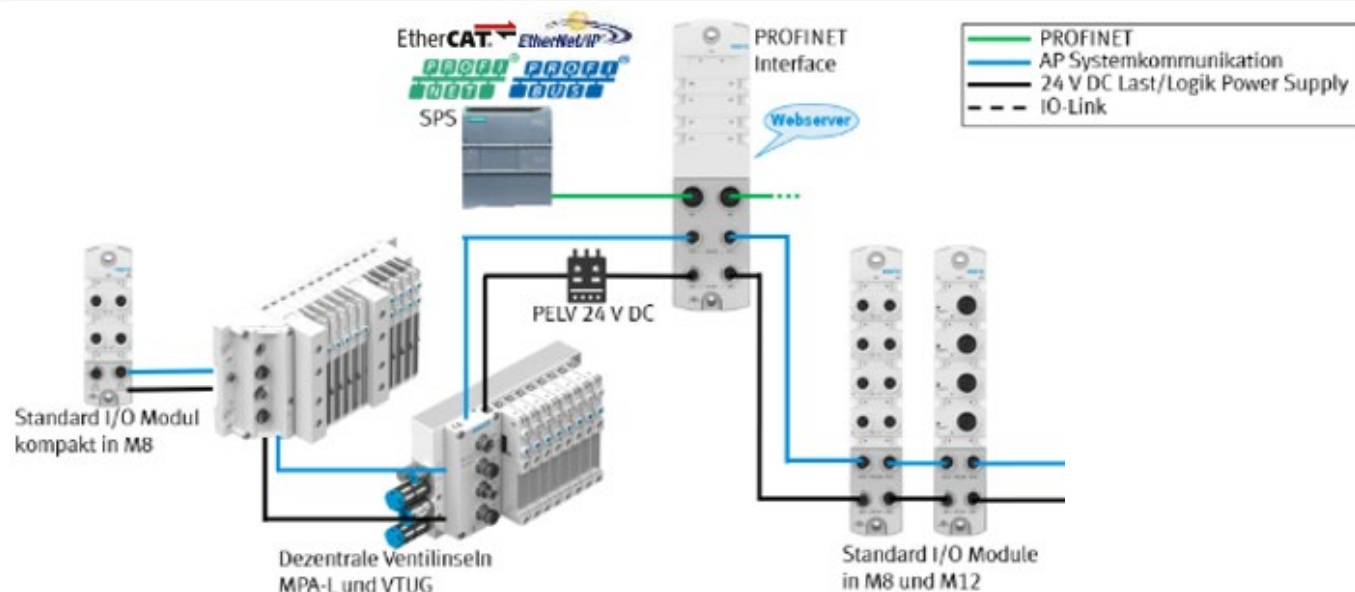 EtherCAT
EtherNet/IP
PROFI
NET
PROFI
BUS
SPS
PROFINET
Interface
Webserver
PROFINET
AP Systemkommunikation
24 V DC Last/Logik Power Supply
IO-Link
PELV 24 V DC
Standard I/O Modul
kompakt in M8
Dezentrale Ventilinseln
MPA-L und VTUG
Standard I/O Module
in M8 und M12